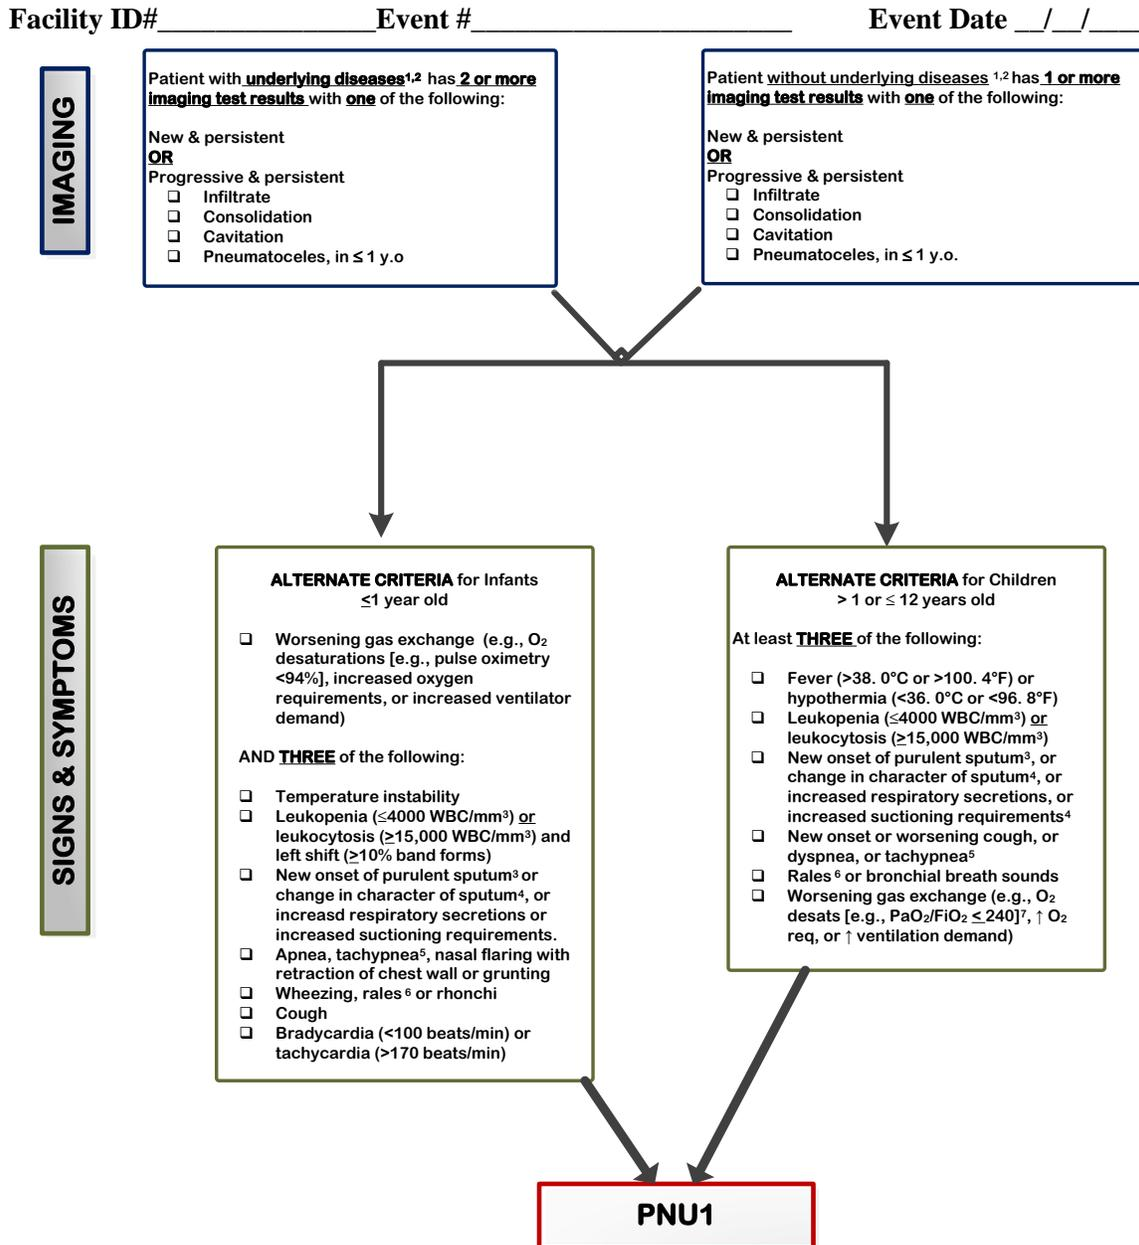 Facility ID#_________________Event #_________________________ Event Date __/__/___
IMAGING
Patient with underlying diseases¹,² has 2 or more
imaging test results with one of the following:
New & persistent
OR
Progressive & persistent
❑ Infiltrate
❑ Consolidation
❑ Cavitation
❑ Pneumatoceles, in ≤ 1 y.o
Patient without underlying diseases ¹,² has 1 or more
imaging test results with one of the following:
New & persistent
OR
Progressive & persistent
❑ Infiltrate
❑ Consolidation
❑ Cavitation
❑ Pneumatoceles, in ≤ 1 y.o.
SIGNS & SYMPTOMS
ALTERNATE CRITERIA for Infants
≤1 year old
❑ Worsening gas exchange (e.g., O₂
desaturations [e.g., pulse oximetry
<94%], increased oxygen
requirements, or increased ventilator
demand)
AND THREE of the following:
❑ Temperature instability
❑ Leukopenia (≤4000 WBC/mm³) or
leukocytosis (≥15,000 WBC/mm³) and
left shift (≥10% band forms)
❑ New onset of purulent sputum³ or
change in character of sputum⁴, or
increasd respiratory secretions or
increased suctioning requirements.
❑ Apnea, tachypnea⁵, nasal flaring with
retraction of chest wall or grunting
❑ Wheezing, rales ⁶ or rhonchi
❑ Cough
❑ Bradycardia (<100 beats/min) or
tachycardia (>170 beats/min)
ALTERNATE CRITERIA for Children
> 1 or ≤ 12 years old
At least THREE of the following:
❑ Fever (>38. 0°C or >100. 4°F) or
hypothermia (<36. 0°C or <96. 8°F)
❑ Leukopenia (≤4000 WBC/mm³) or
leukocytosis (≥15,000 WBC/mm³)
❑ New onset of purulent sputum³, or
change in character of sputum⁴, or
increased respiratory secretions, or
increased suctioning requirements⁴
❑ New onset or worsening cough, or
dyspnea, or tachypnea⁵
❑ Rales ⁶ or bronchial breath sounds
❑ Worsening gas exchange (e.g., O₂
desats [e.g., PaO₂/FiO₂ ≤ 240]⁷, ↑ O₂
req, or ↑ ventilation demand)
PNU1